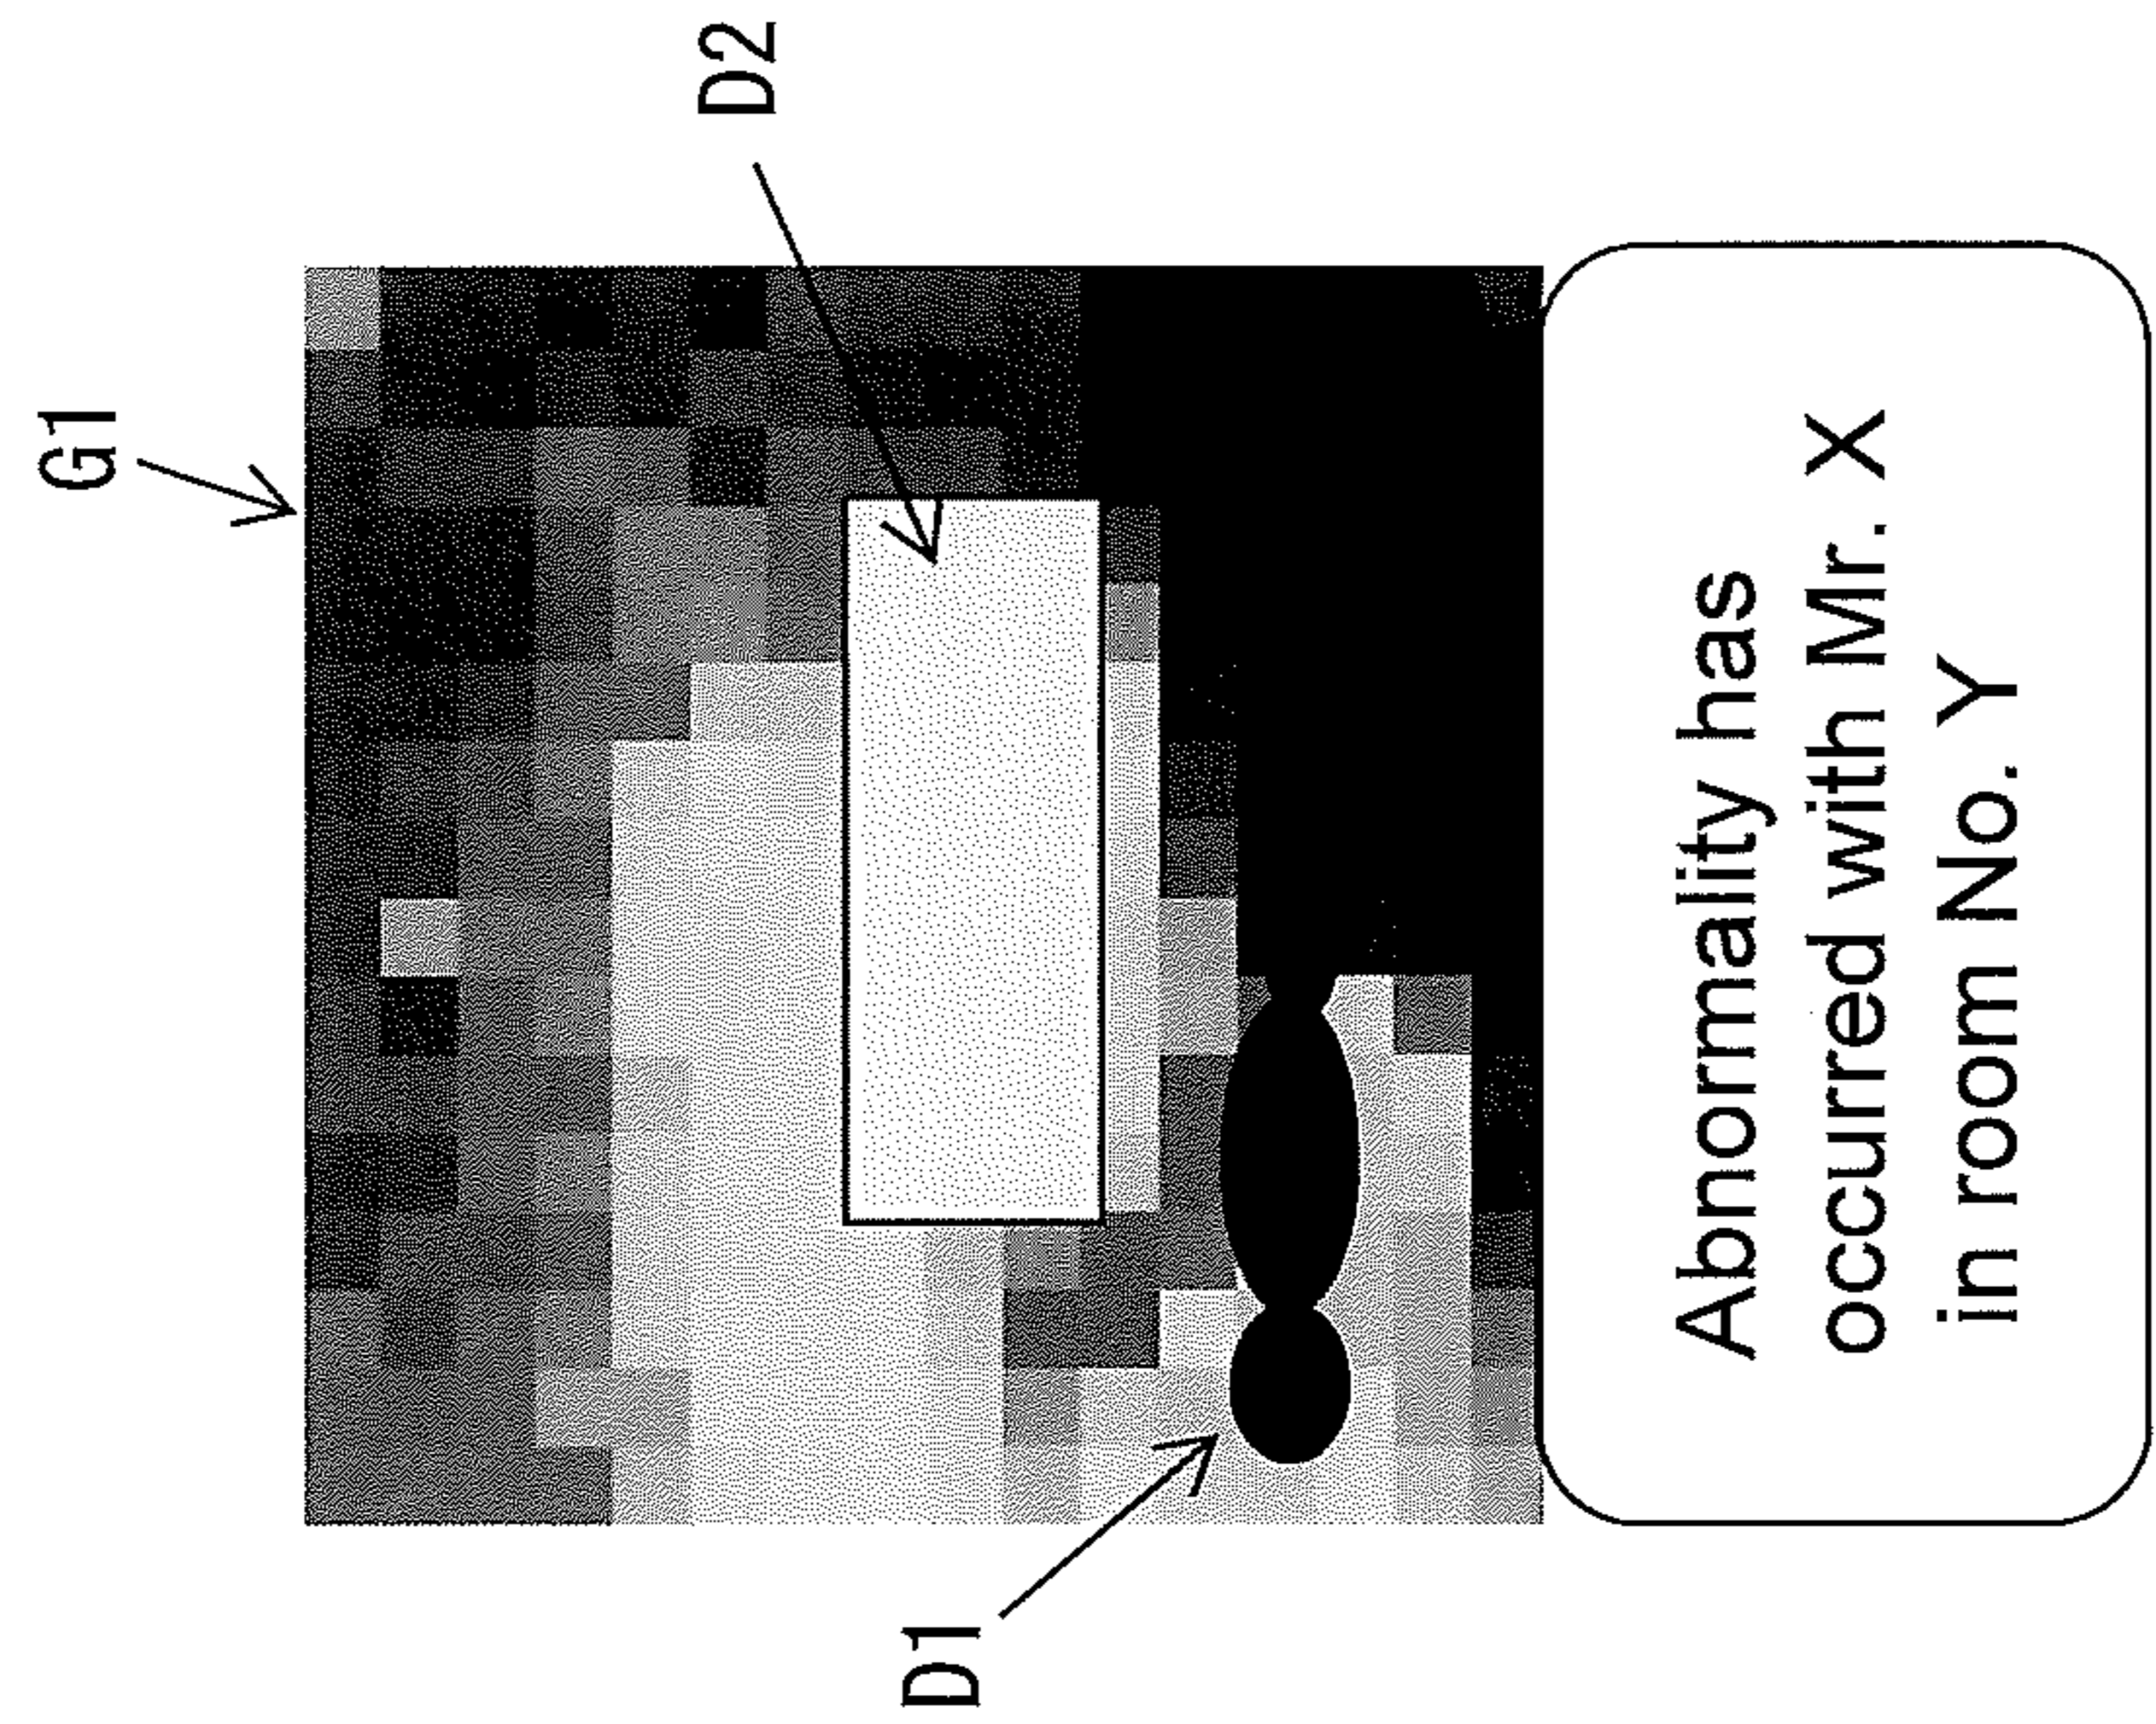 G1
D2
D1
Abnormality has
occurred with Mr. X
in room No. Y